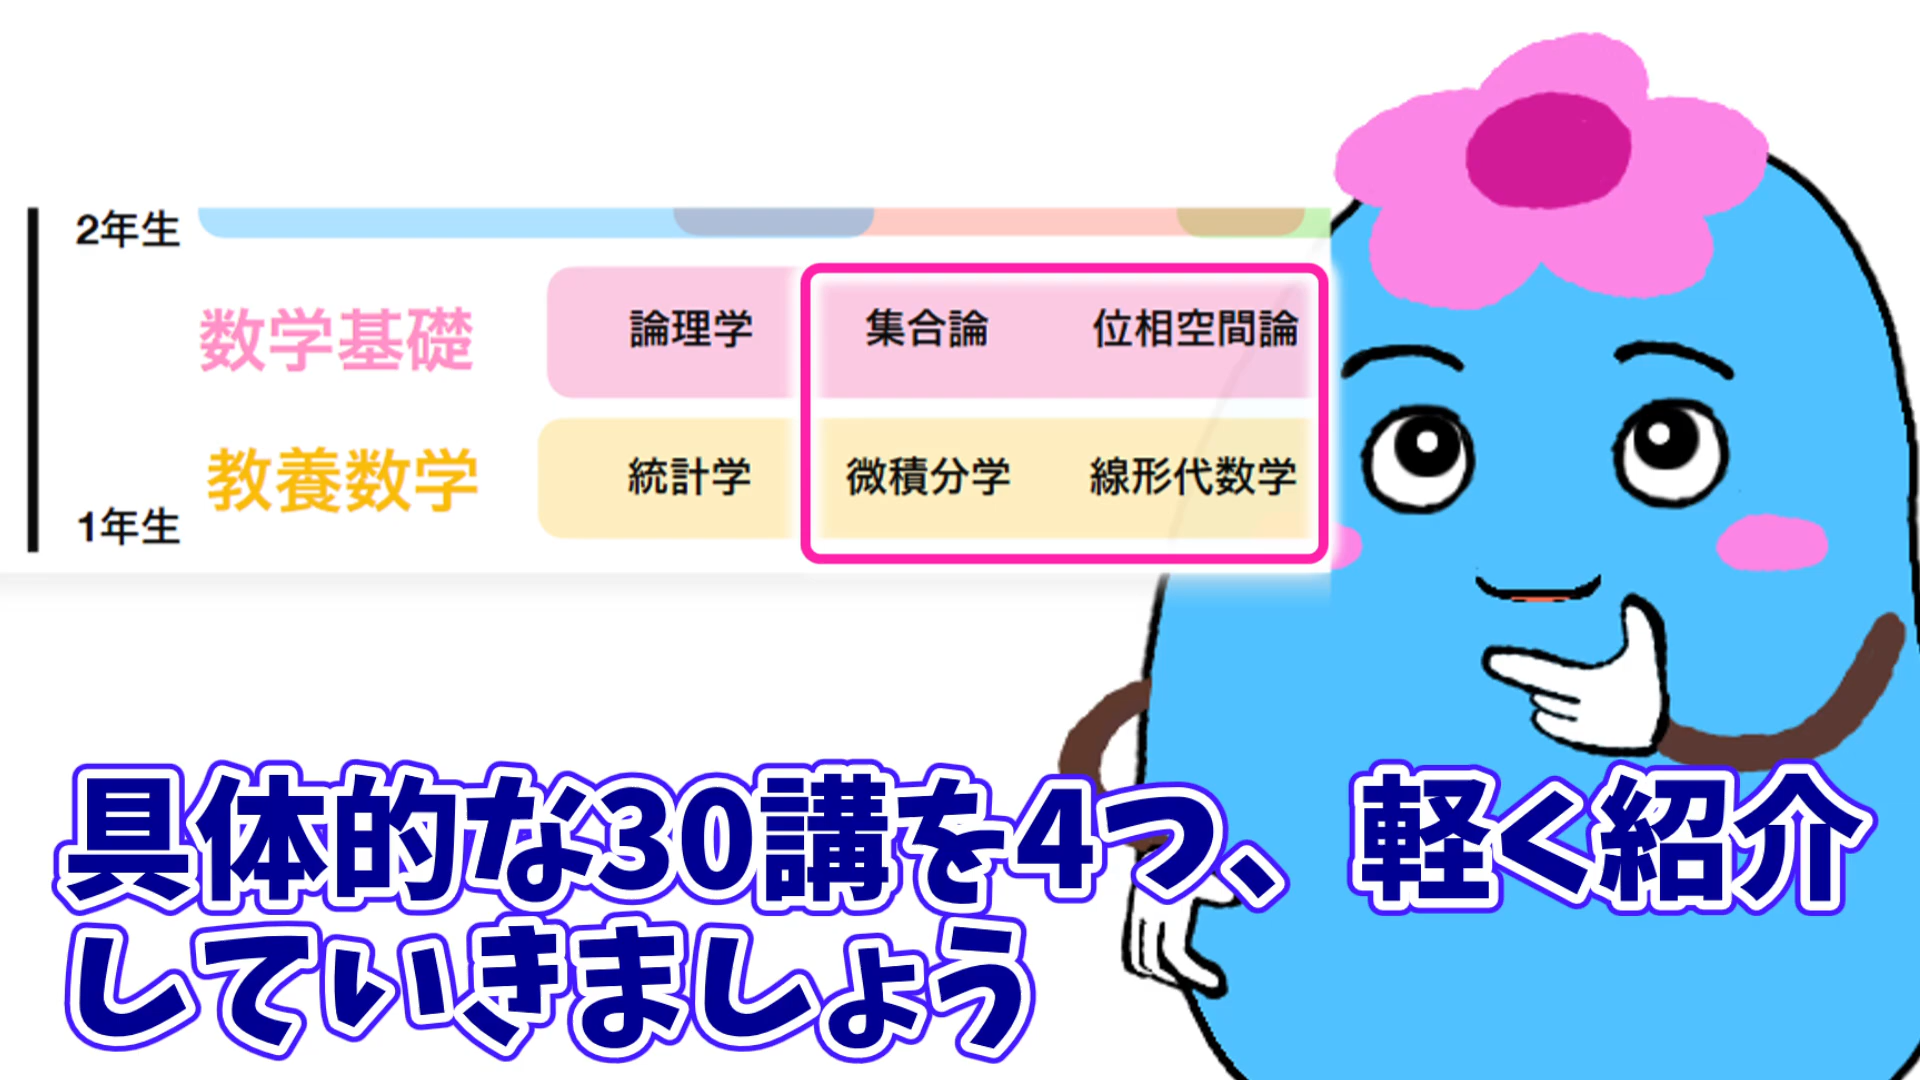 2年生
数学基礎 論理学 集合論 位相空間論
教養数学 統計学 微積分学 線形代数学
1年生
具体的な30講を4つ、軽く紹介
していきましょう